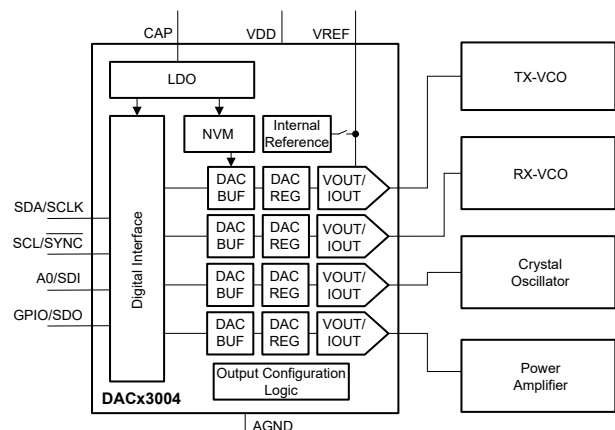 CAP
VDD
VREF
LDO
NVM
Internal
Reference
TX-VCO
DAC
BUF
DAC
REG
VOUT/
IOUT
RX-VCO
SDA/SCLK
SCL/SYNC
A0/SDI
GPIO/SDO
Digital Interface
DAC
BUF
DAC
REG
VOUT/
IOUT
DAC
BUF
DAC
REG
VOUT/
IOUT
Crystal
Oscillator
DAC
BUF
DAC
REG
VOUT/
IOUT
Power
Amplifier
Output Configuration
Logic
DACx3004
AGND